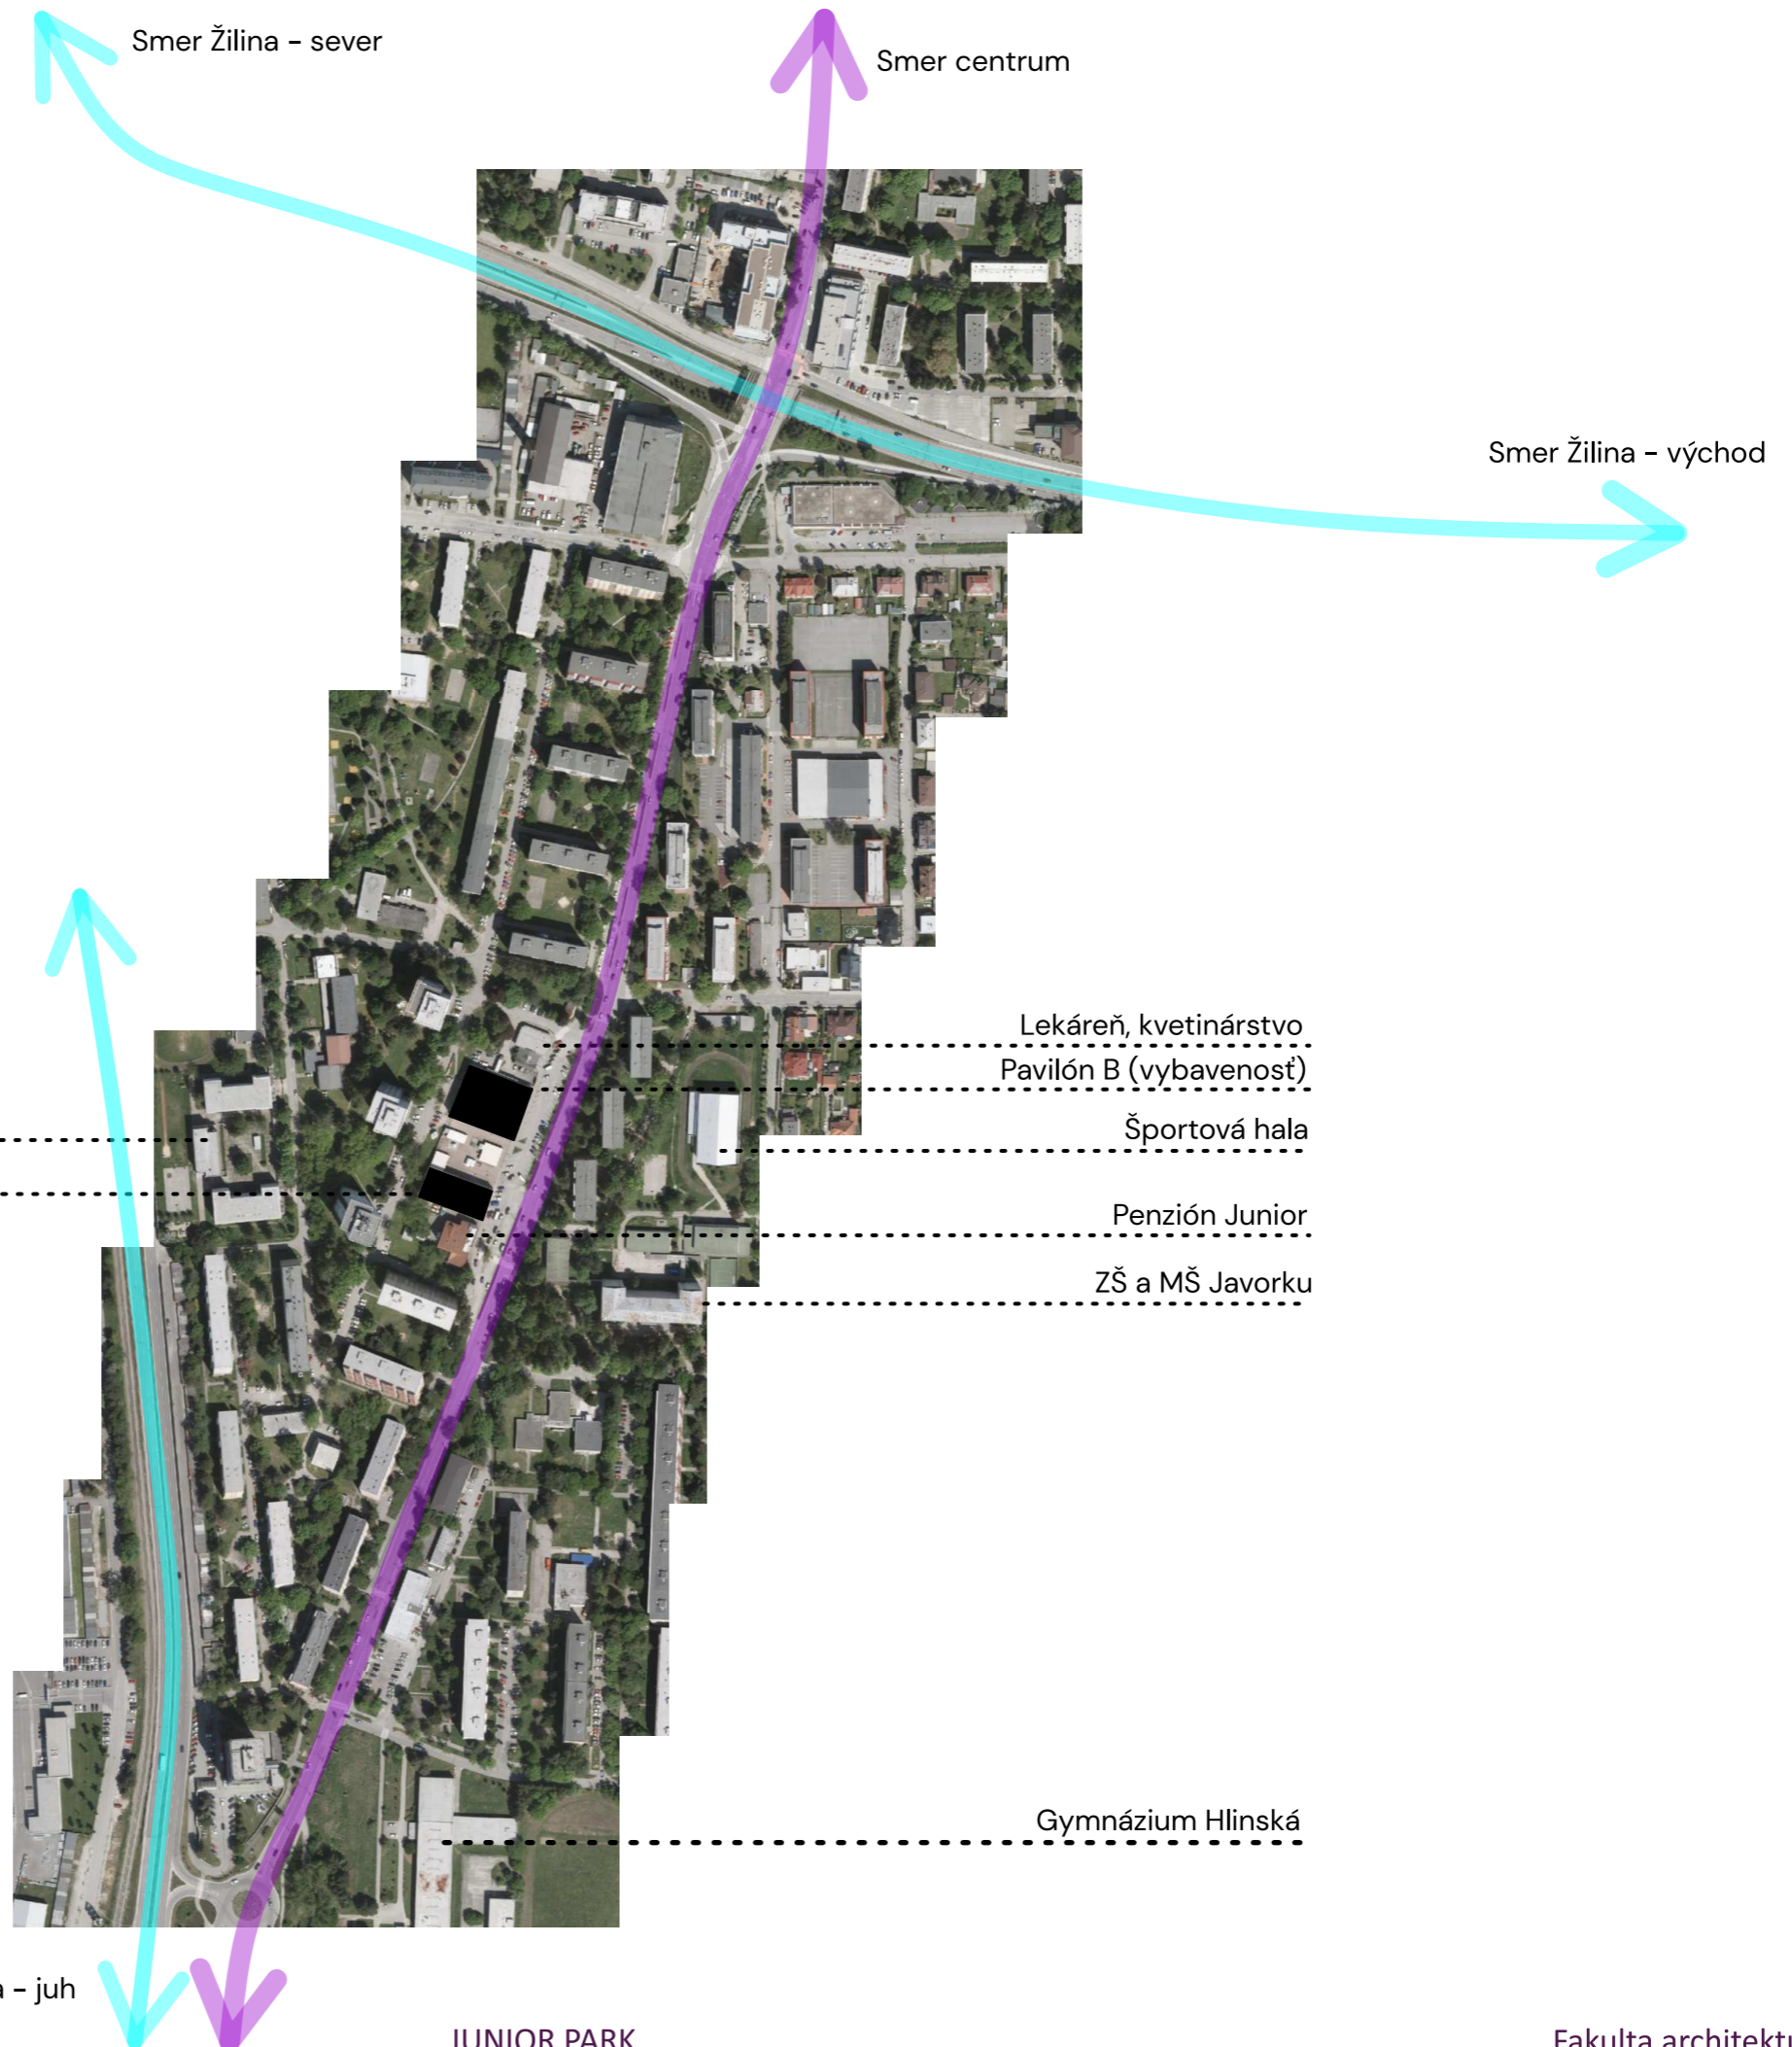 Smer Žilina - sever
Smer centrum
Smer Žilina - východ
Lekáreň, kvetinárstvo
Pavilón B (vybavenosť)
Športová hala
Penzión Junior
ZŠ a MŠ Javorku
Gymnázium Hlinská
- juh
JUNIOR PARK
Fakulta